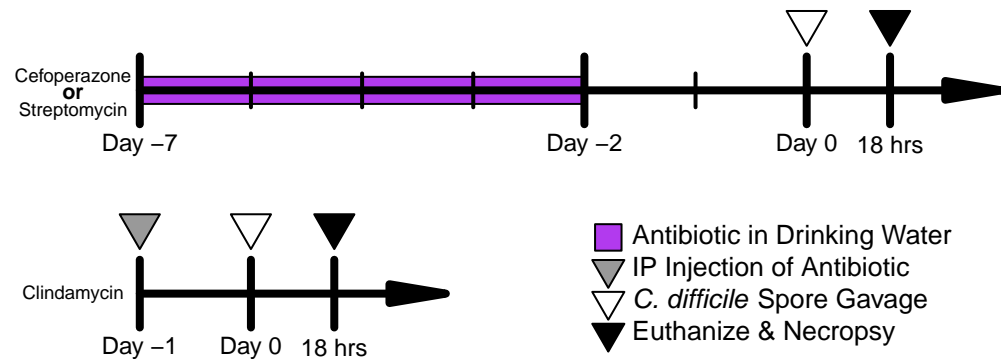 Cefoperazone
or
Streptomycin
Day −7
Day −2
Day 0
18 hrs
Clindamycin
Day −1
Day 0
18 hrs
Antibiotic in Drinking Water
IP Injection of Antibiotic
C. difficile Spore Gavage
Euthanize & Necropsy